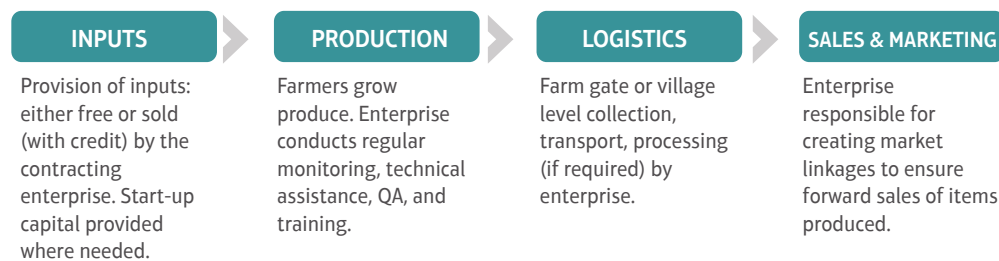 INPUTS
Provision of inputs:
either free or sold
(with credit) by the
contracting
enterprise. Start-up
capital provided
where needed.
PRODUCTION
Farmers grow
produce. Enterprise
conducts regular
monitoring, technical
assistance, QA, and
training.
LOGISTICS
Farm gate or village
level collection,
transport, processing
(if required) by
enterprise.
SALES & MARKETING
Enterprise
responsible for
creating market
linkages to ensure
forward sales of items
produced.